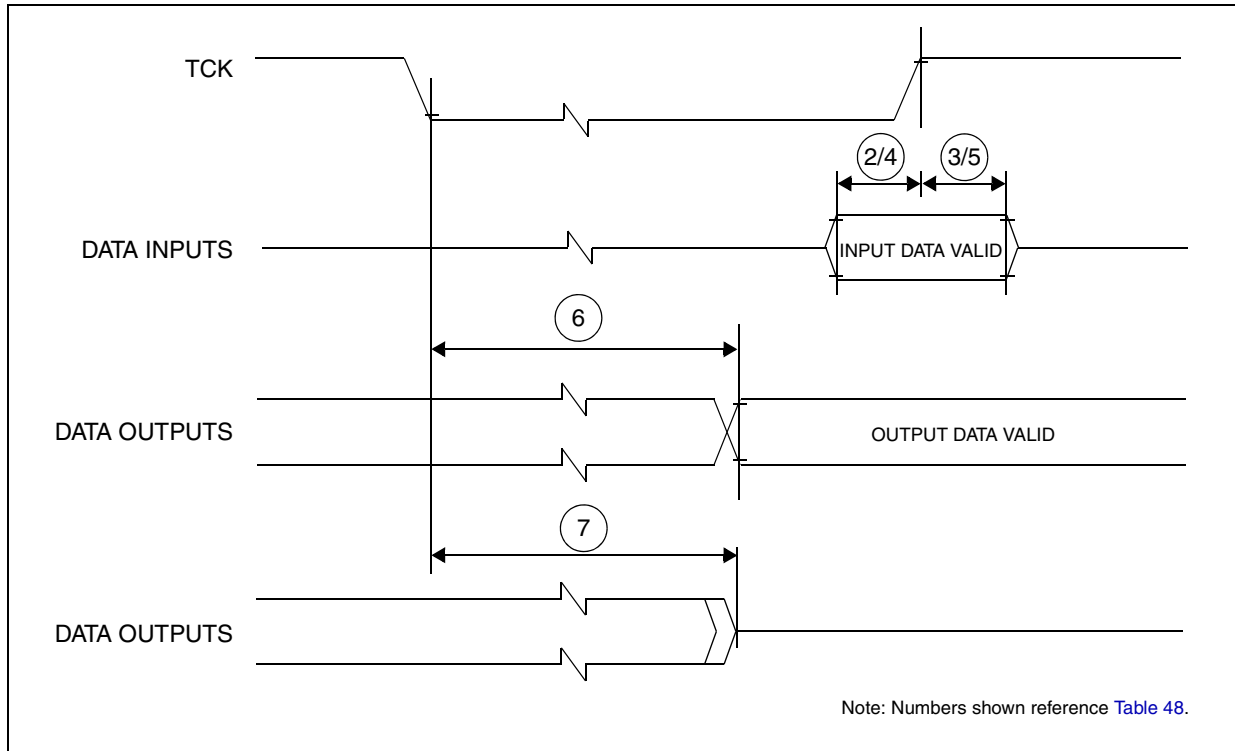 TCK
2/4
3/5
DATA INPUTS
INPUT DATA VALID
6
DATA OUTPUTS
OUTPUT DATA VALID
7
DATA OUTPUTS
Note: Numbers shown reference Table 48.